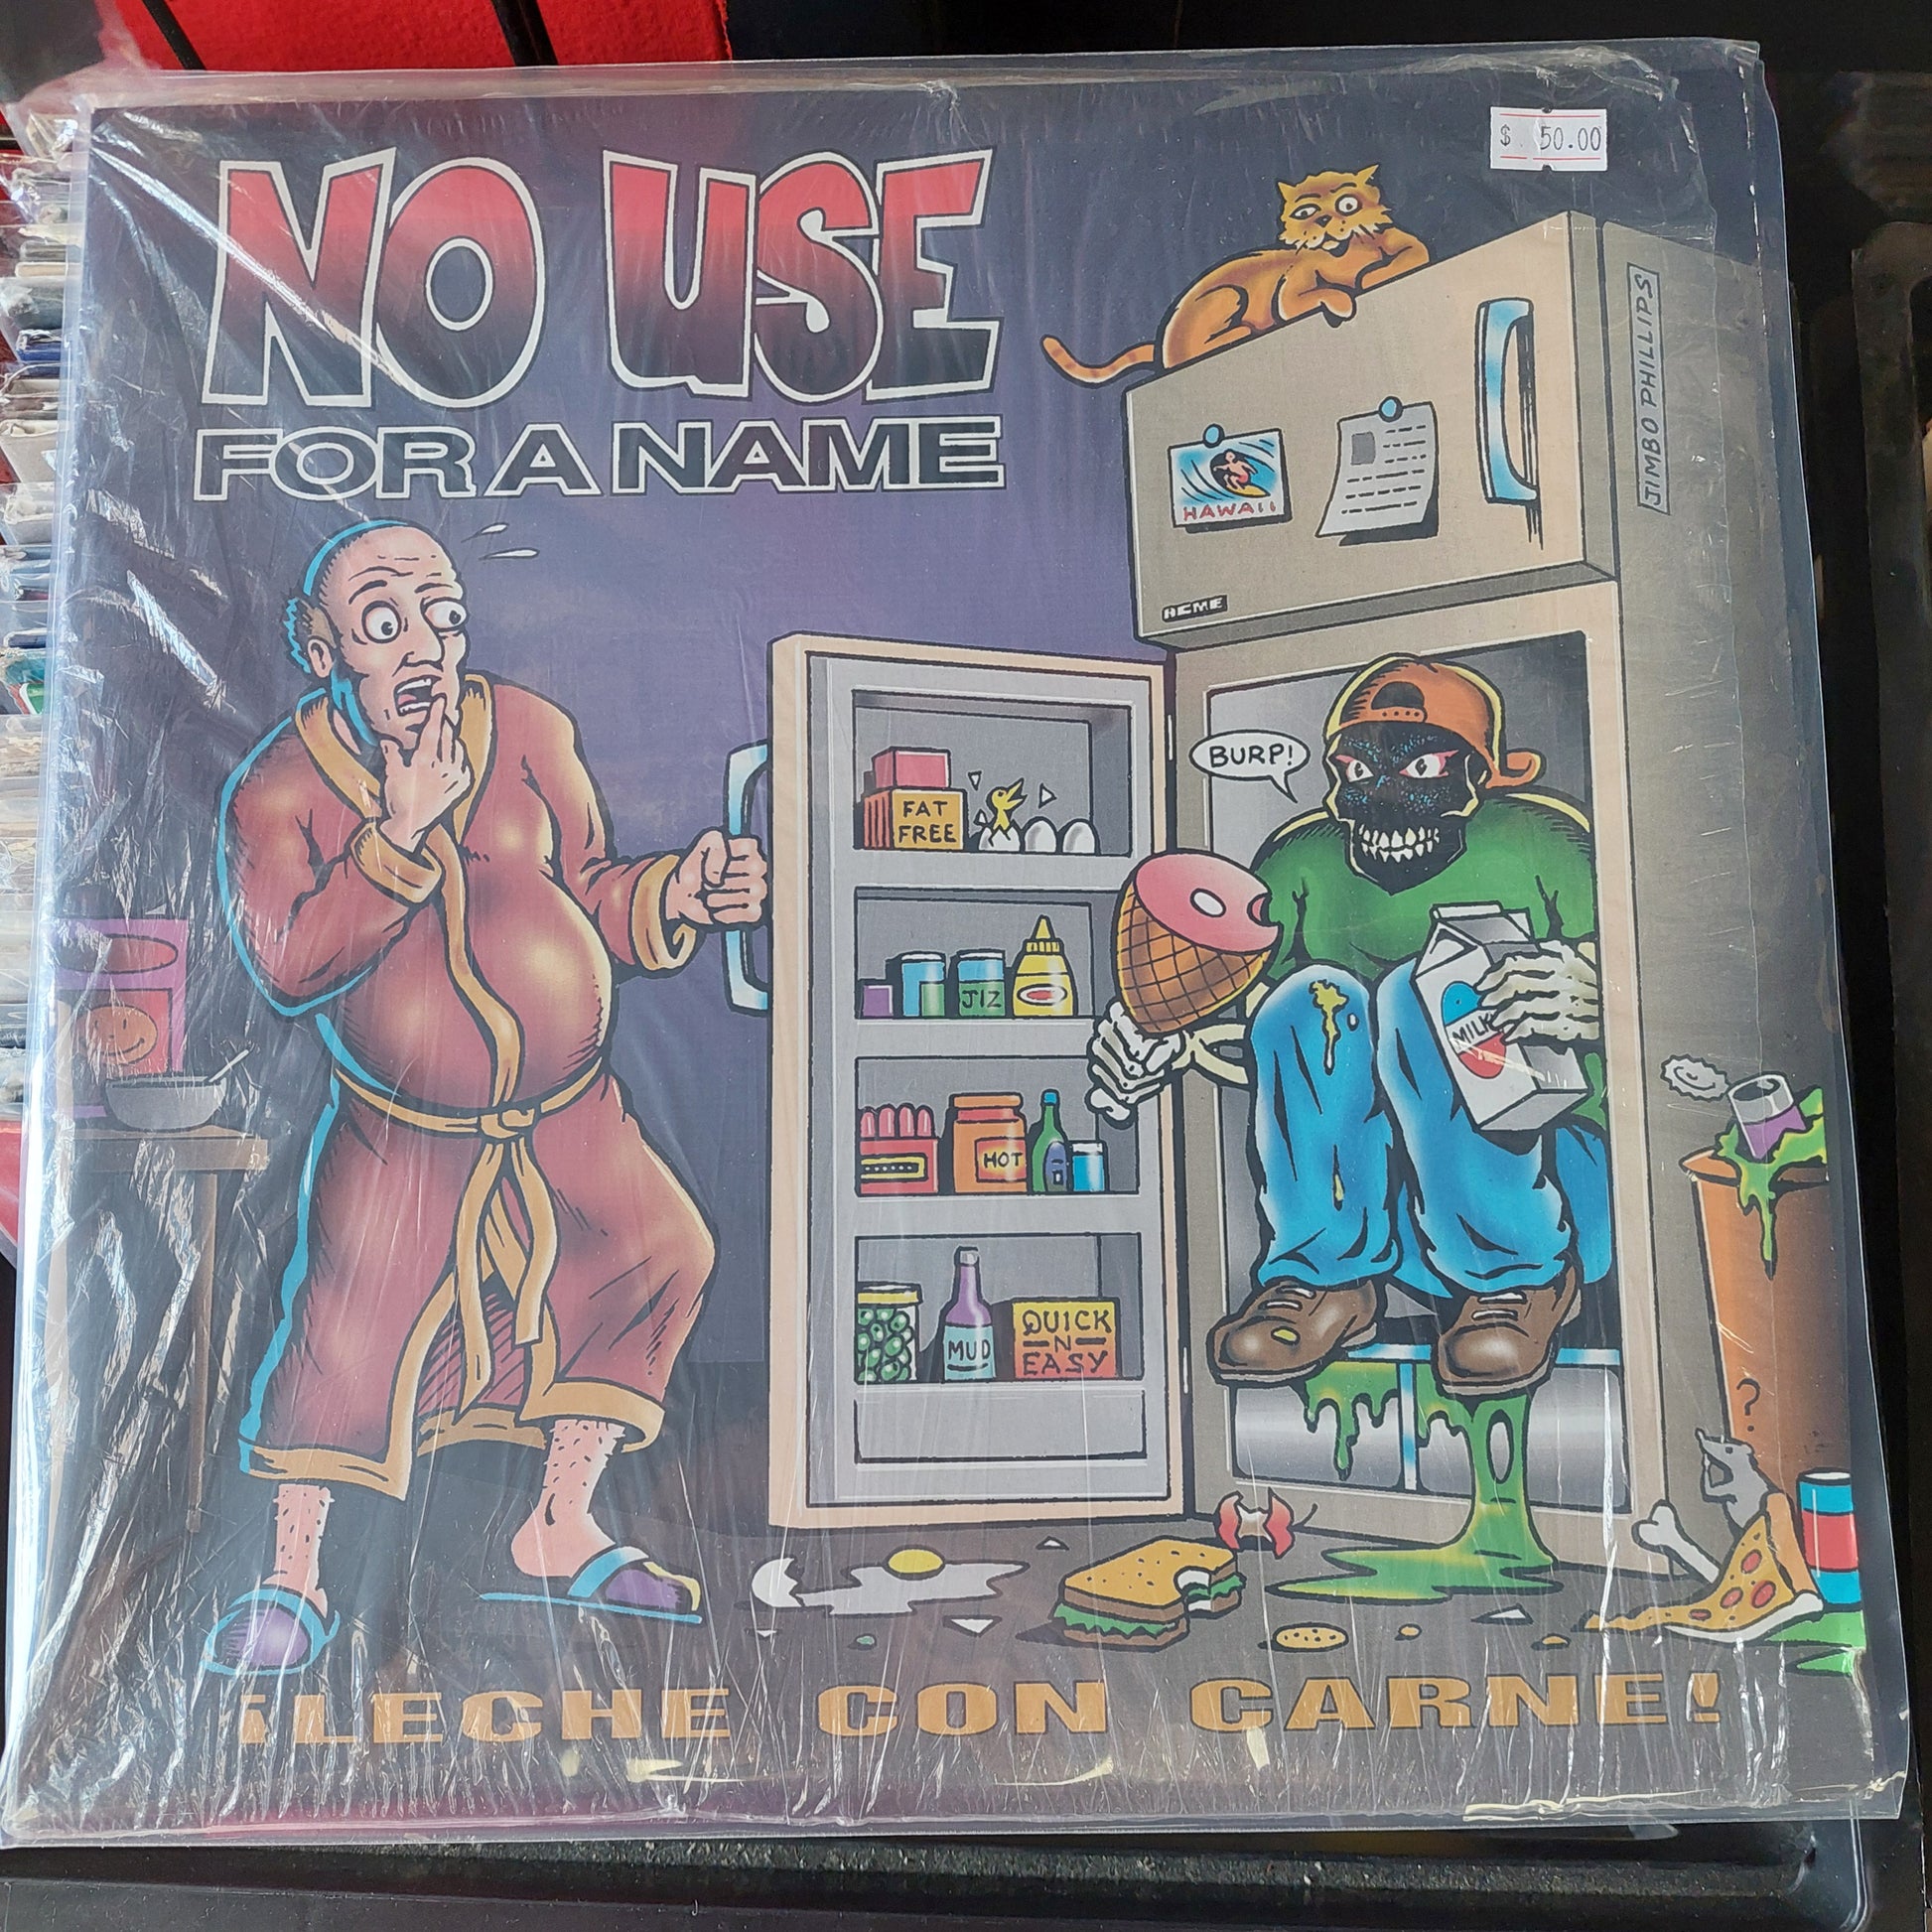 $ 50.00
NO USE
FOR A NAME
JIMBO PHILLIPS
HAWAII
ACME
BURP!
FAT
FREE
JIZ
MILK
HOT
MUD
QUICK
-N-
EASY
?
¡LECHE CON CARNE!